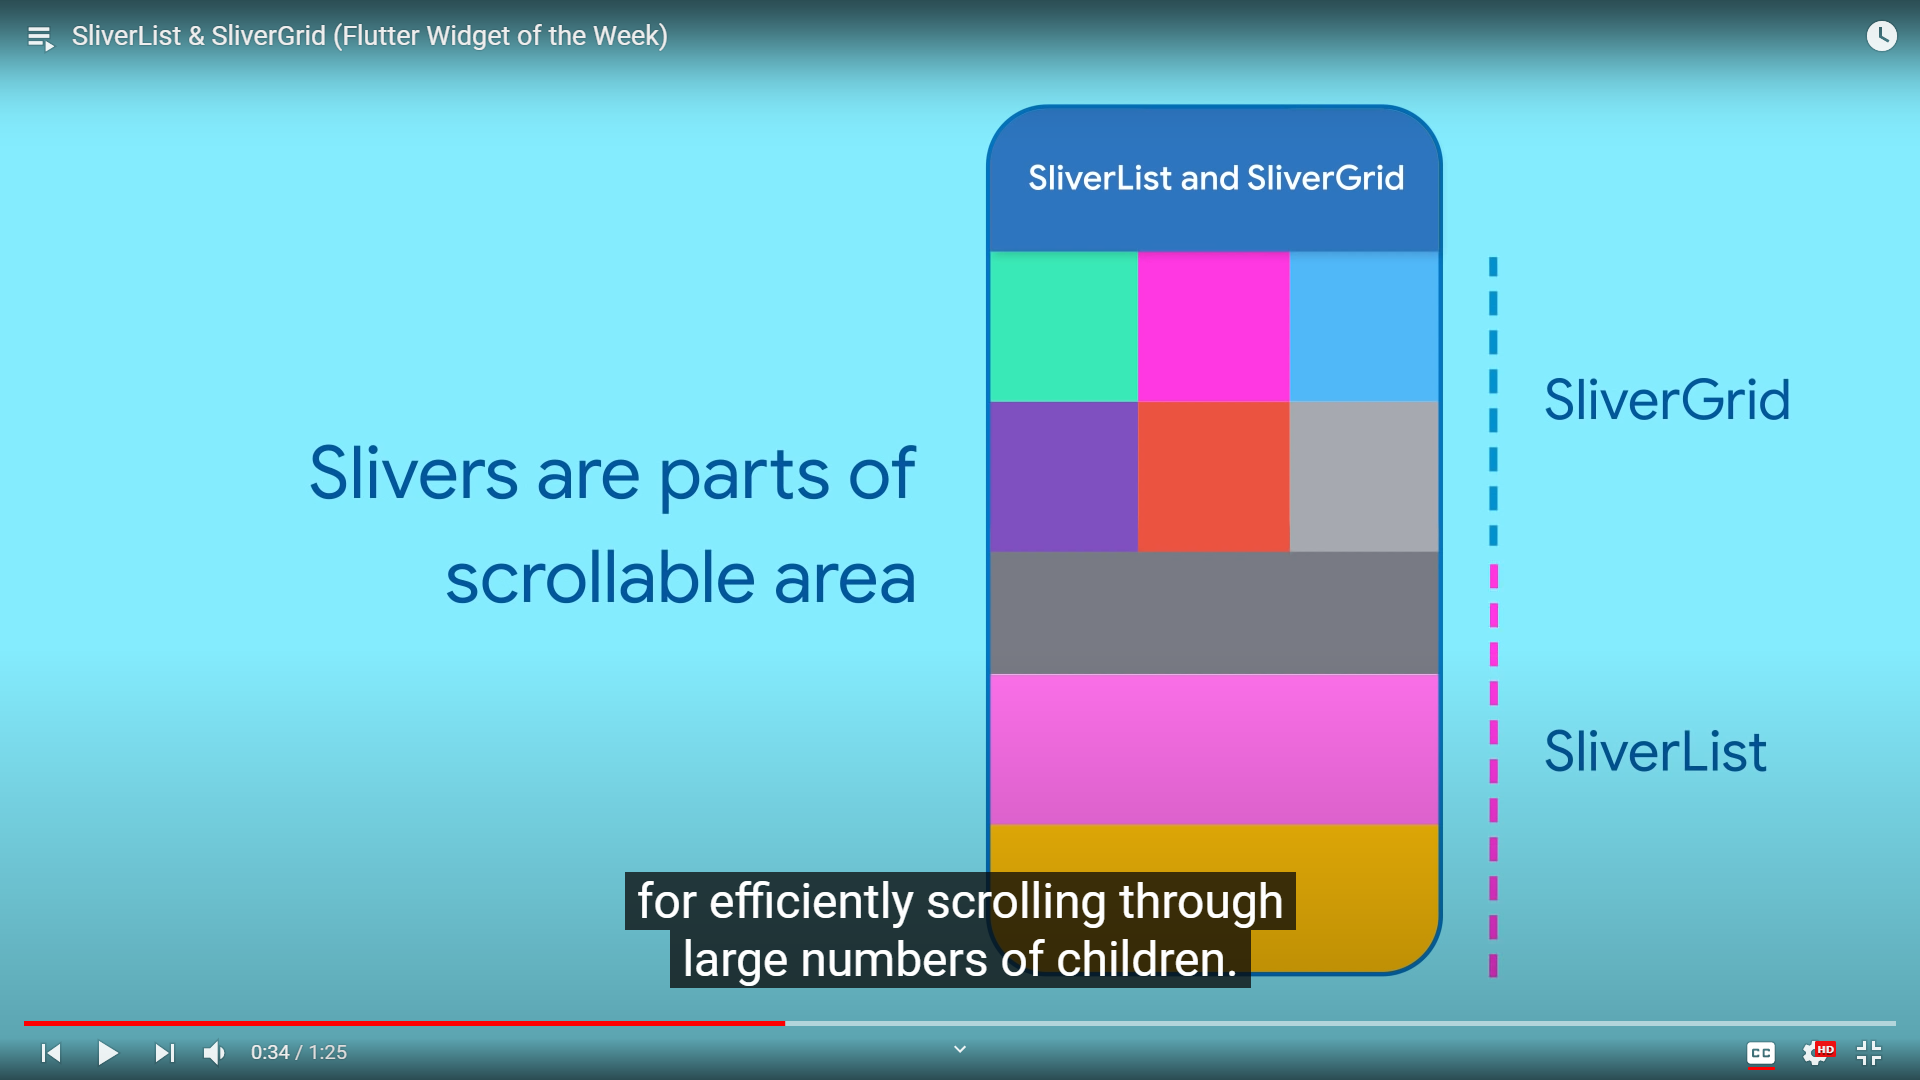 SliverList & SliverGrid (Flutter Widget of the Week)
SliverList and SliverGrid
SliverGrid
Slivers are parts of
scrollable area
SliverList
for efficiently scrolling through
large numbers of children.
0:34 / 1:25
CC
HD